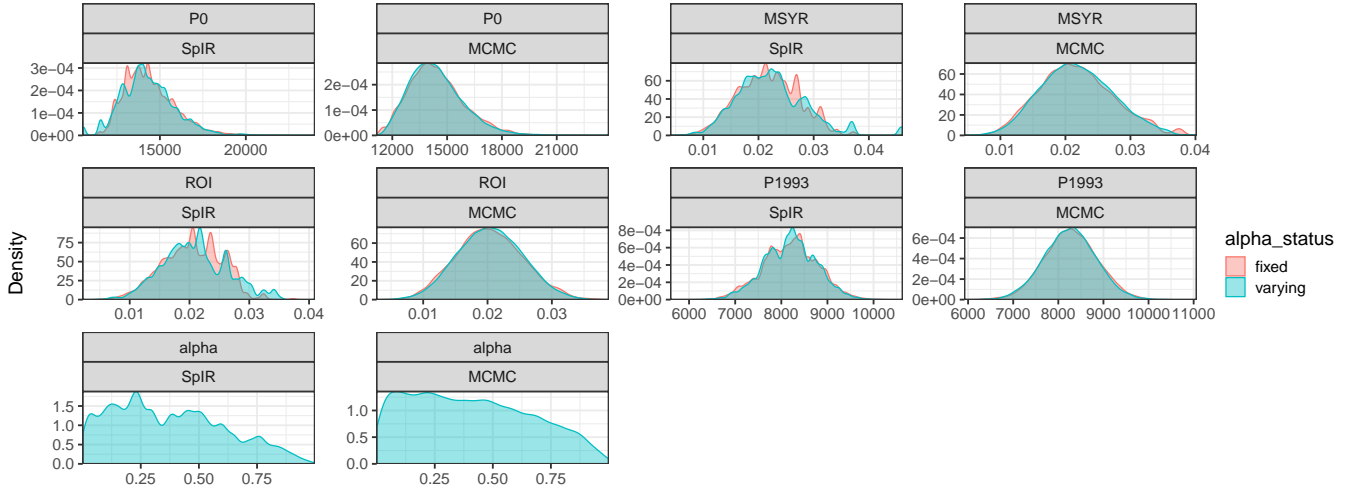 P0 P0 MSYR MSYR
SpIR MCMC SpIR MCMC
3e−04
2e−04
1e−04
0e+00
15000 20000
2e−04
1e−04
0e+00
12000 15000 18000 21000
60
40
20
0
0.01 0.02 0.03 0.04
60
40
20
0
0.01 0.02 0.03 0.04
ROI ROI P1993 P1993
SpIR MCMC SpIR MCMC
75
50
25
0
0.01 0.02 0.03 0.04
60
40
20
0
0.01 0.02 0.03
8e−04
6e−04
4e−04
2e−04
0e+00
6000 7000 8000 9000 10000
6e−04
4e−04
2e−04
0e+00
6000 7000 8000 9000 10000 11000
alpha alpha
SpIR MCMC
1.5
1.0
0.5
0.0
0.25 0.50 0.75
1.0
0.5
0.0
0.25 0.50 0.75
Density
alpha_status
fixed
varying